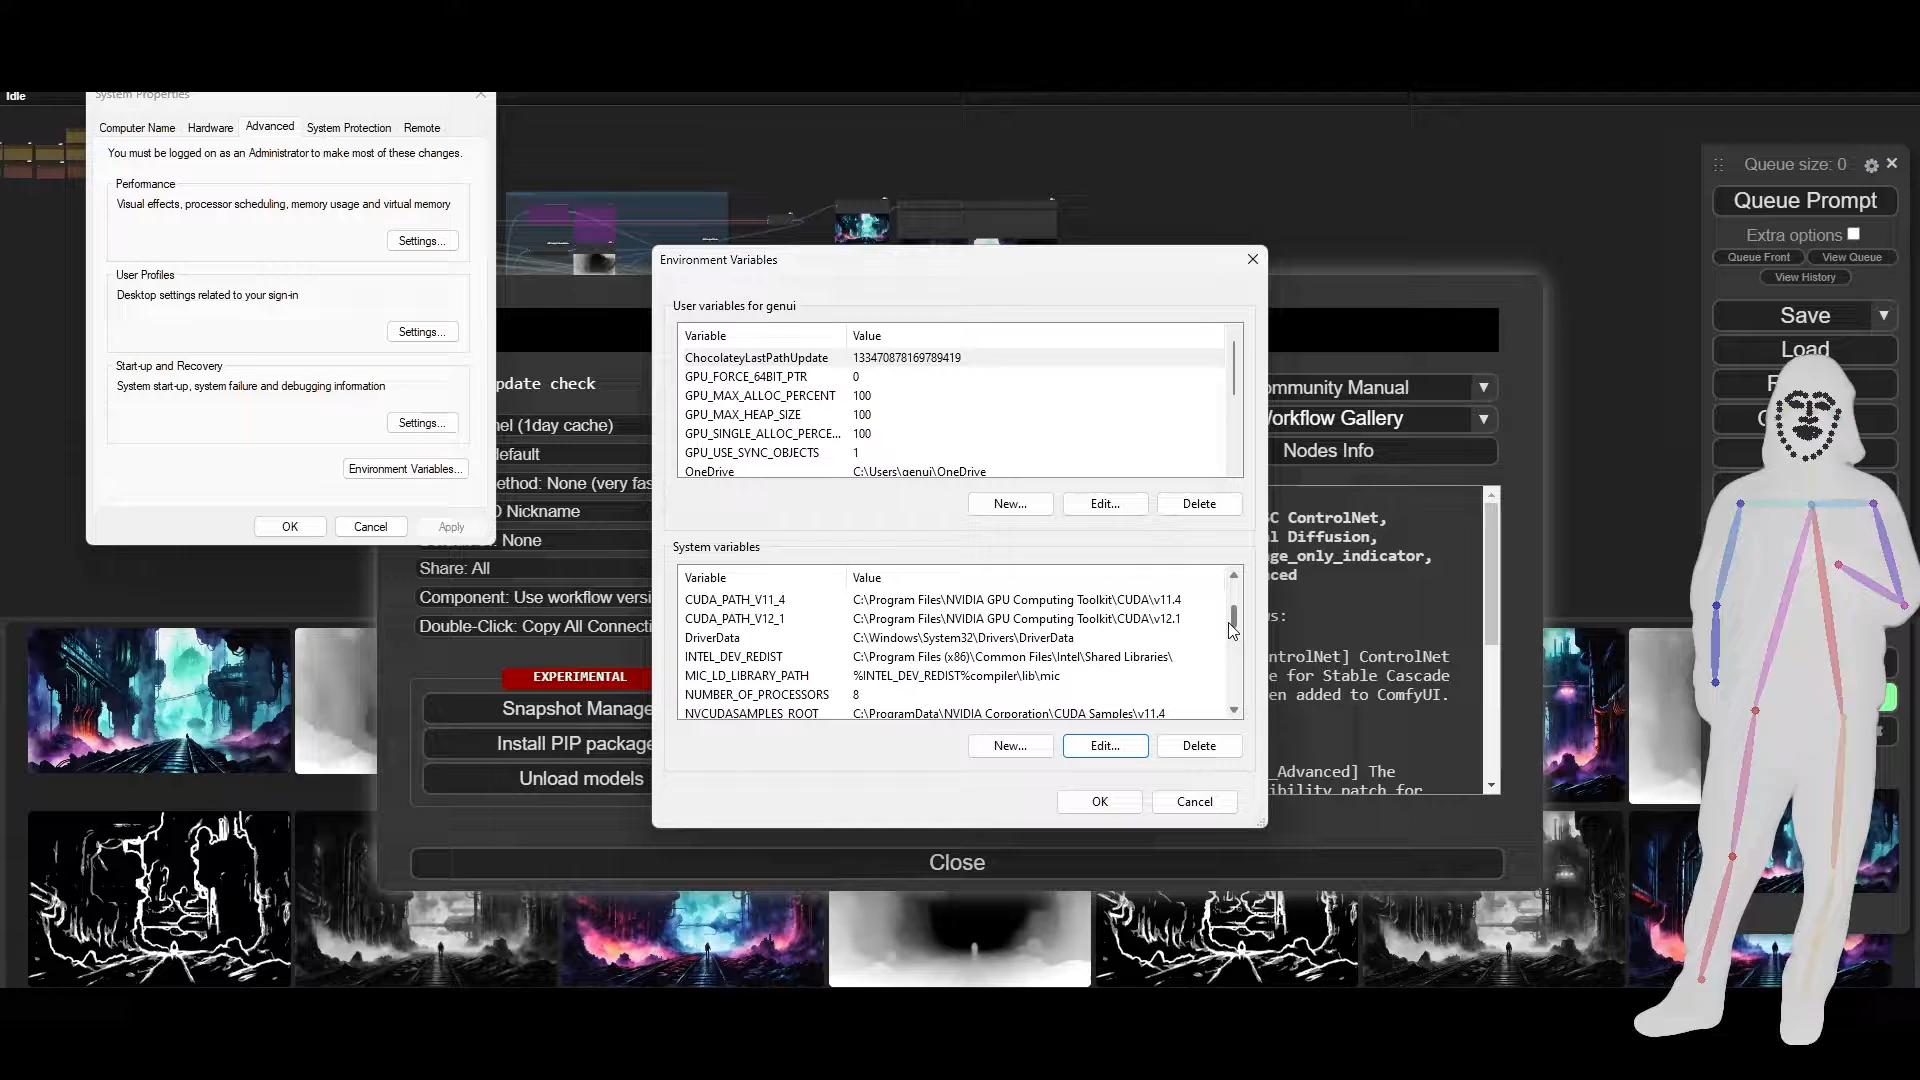 Idle
System Properties
Computer Name
Hardware
Advanced
System Protection
Remote
You must be logged on as an Administrator to make most of these changes.
Performance
Visual effects, processor scheduling, memory usage and virtual memory
Settings...
User Profiles
Desktop settings related to your sign-in
Settings...
Start-up and Recovery
System start-up, system failure and debugging information
Settings...
Environment Variables...
OK
Cancel
Apply
Environment Variables
User variables for genui
Variable Value
ChocolateyLastPathUpdate 133470878169789419
GPU_FORCE_64BIT_PTR 0
GPU_MAX_ALLOC_PERCENT 100
GPU_MAX_HEAP_SIZE 100
GPU_SINGLE_ALLOC_PERCE... 100
GPU_USE_SYNC_OBJECTS 1
OneDrive C:\Users\genui\OneDrive
New...
Edit...
Delete
System variables
Variable Value
CUDA_PATH_V11_4 C:\Program Files\NVIDIA GPU Computing Toolkit\CUDA\v11.4
CUDA_PATH_V12_1 C:\Program Files\NVIDIA GPU Computing Toolkit\CUDA\v12.1
DriverData C:\Windows\System32\Drivers\DriverData
INTEL_DEV_REDIST C:\Program Files (x86)\Common Files\Intel\Shared Libraries\
MIC_LD_LIBRARY_PATH %INTEL_DEV_REDIST%compiler\lib\mic
NUMBER_OF_PROCESSORS 8
NVCUDASAMPLES_ROOT C:\ProgramData\NVIDIA Corporation\CUDA Samples\v11.4
New...
Edit...
Delete
OK
Cancel
pdate check
nel (1day cache)
efault
ethod: None (very fas
Nickname
None
Share: All
Component: Use workflow versi
Double-Click: Copy All Connecti
EXPERIMENTAL
Snapshot Manage
Install PIP package
Unload models
ommunity Manual
orkflow Gallery
Nodes Info
C ControlNet,
l Diffusion,
ge_only_indicator,
ced
s:
ntrolNet] ControlNet
e for Stable Cascade
en added to ComfyUI.
_Advanced] The
ibility patch for
Close
Queue size: 0
Queue Prompt
Extra options
Queue Front
View Queue
View History
Save
Load